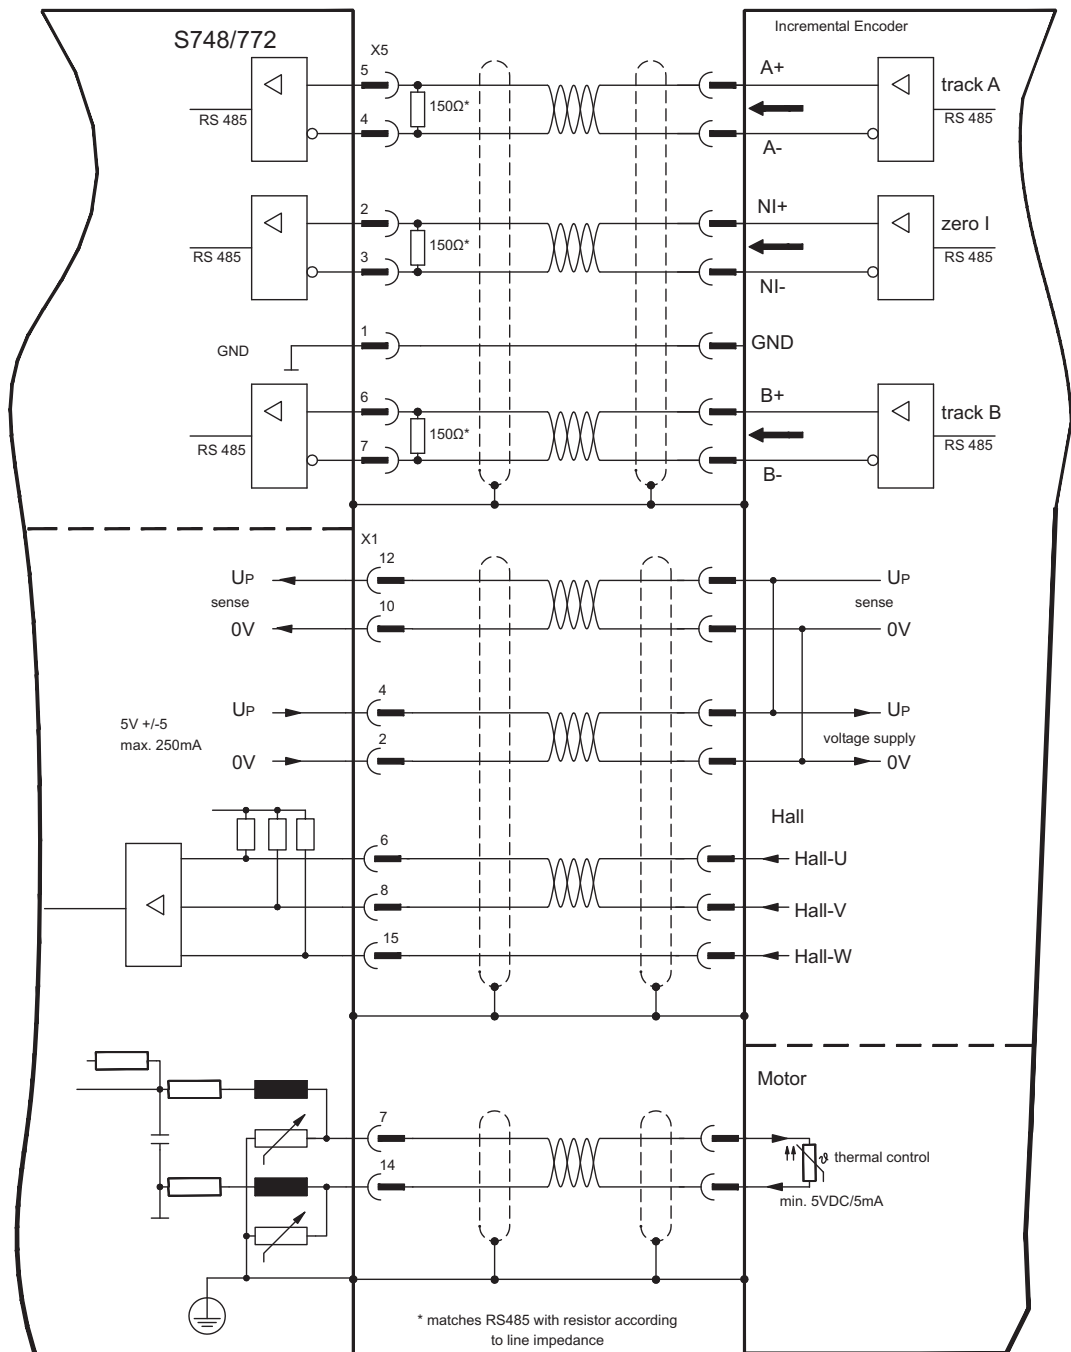 Incremental Encoder
S748/772
X5
5
A+
track A
150Ω*
RS 485
RS 485
4
A-
2
NI+
zero I
150Ω*
RS 485
RS 485
3
NI-
1
GND
GND
6
B+
track B
150Ω*
RS 485
RS 485
7
B-
X1
12
UP
UP
sense
sense
10
0V
0V
4
UP
UP
5V +/-5
max. 250mA
voltage supply
2
0V
0V
Hall
6
Hall-U
8
Hall-V
15
Hall-W
Motor
7
ϑ thermal control
14
min. 5VDC/5mA
* matches RS485 with resistor according
to line impedance